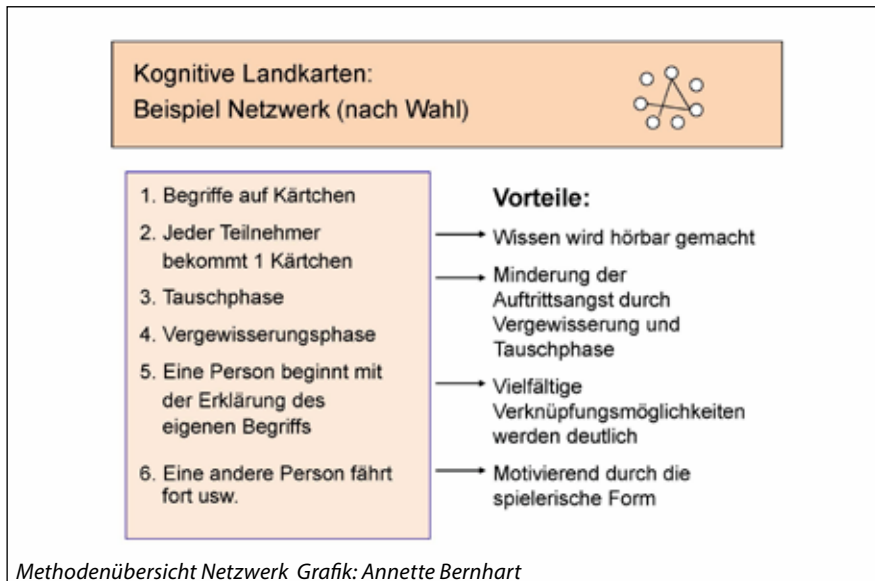 Kognitive Landkarten:
Beispiel Netzwerk (nach Wahl)
1. Begriffe auf Kärtchen
2. Jeder Teilnehmer
bekommt 1 Kärtchen
3. Tauschphase
4. Vergewisserungsphase
5. Eine Person beginnt mit
der Erklärung des
eigenen Begriffs
6. Eine andere Person fährt
fort usw.
Vorteile:
Wissen wird hörbar gemacht
Minderung der
Auftrittsangst durch
Vergewisserung und
Tauschphase
Vielfältige
Verknüpfungsmöglichkeiten
werden deutlich
Motivierend durch die
spielerische Form
Methodenübersicht Netzwerk Grafik: Annette Bernhart